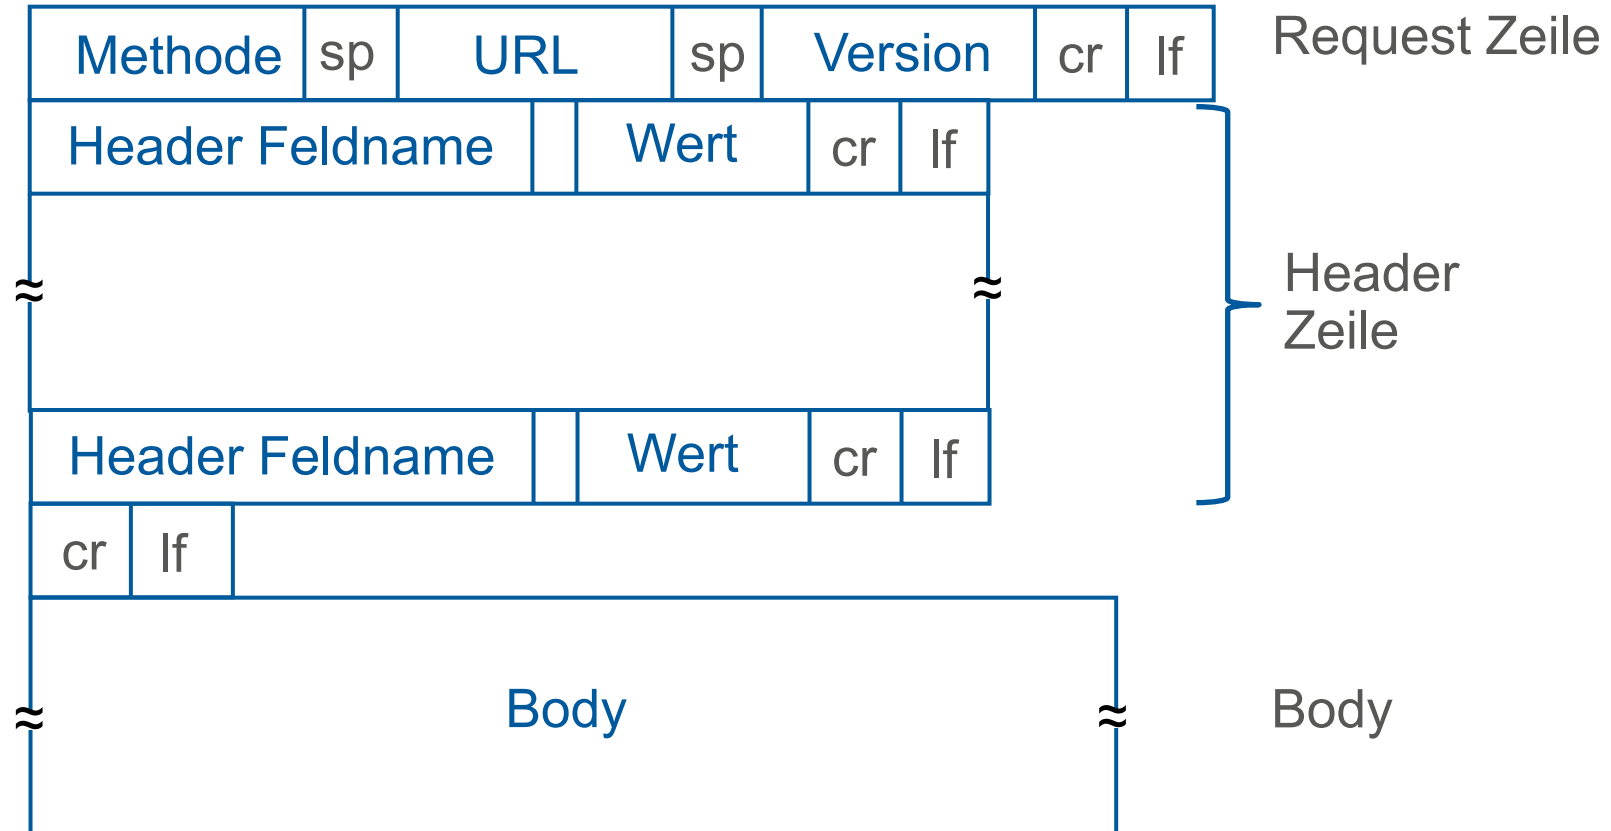 Methode sp URL sp Version cr lf Request Zeile
Header Feldname Wert cr lf
Header
Zeile
Header Feldname Wert cr lf
cr lf
Body Body